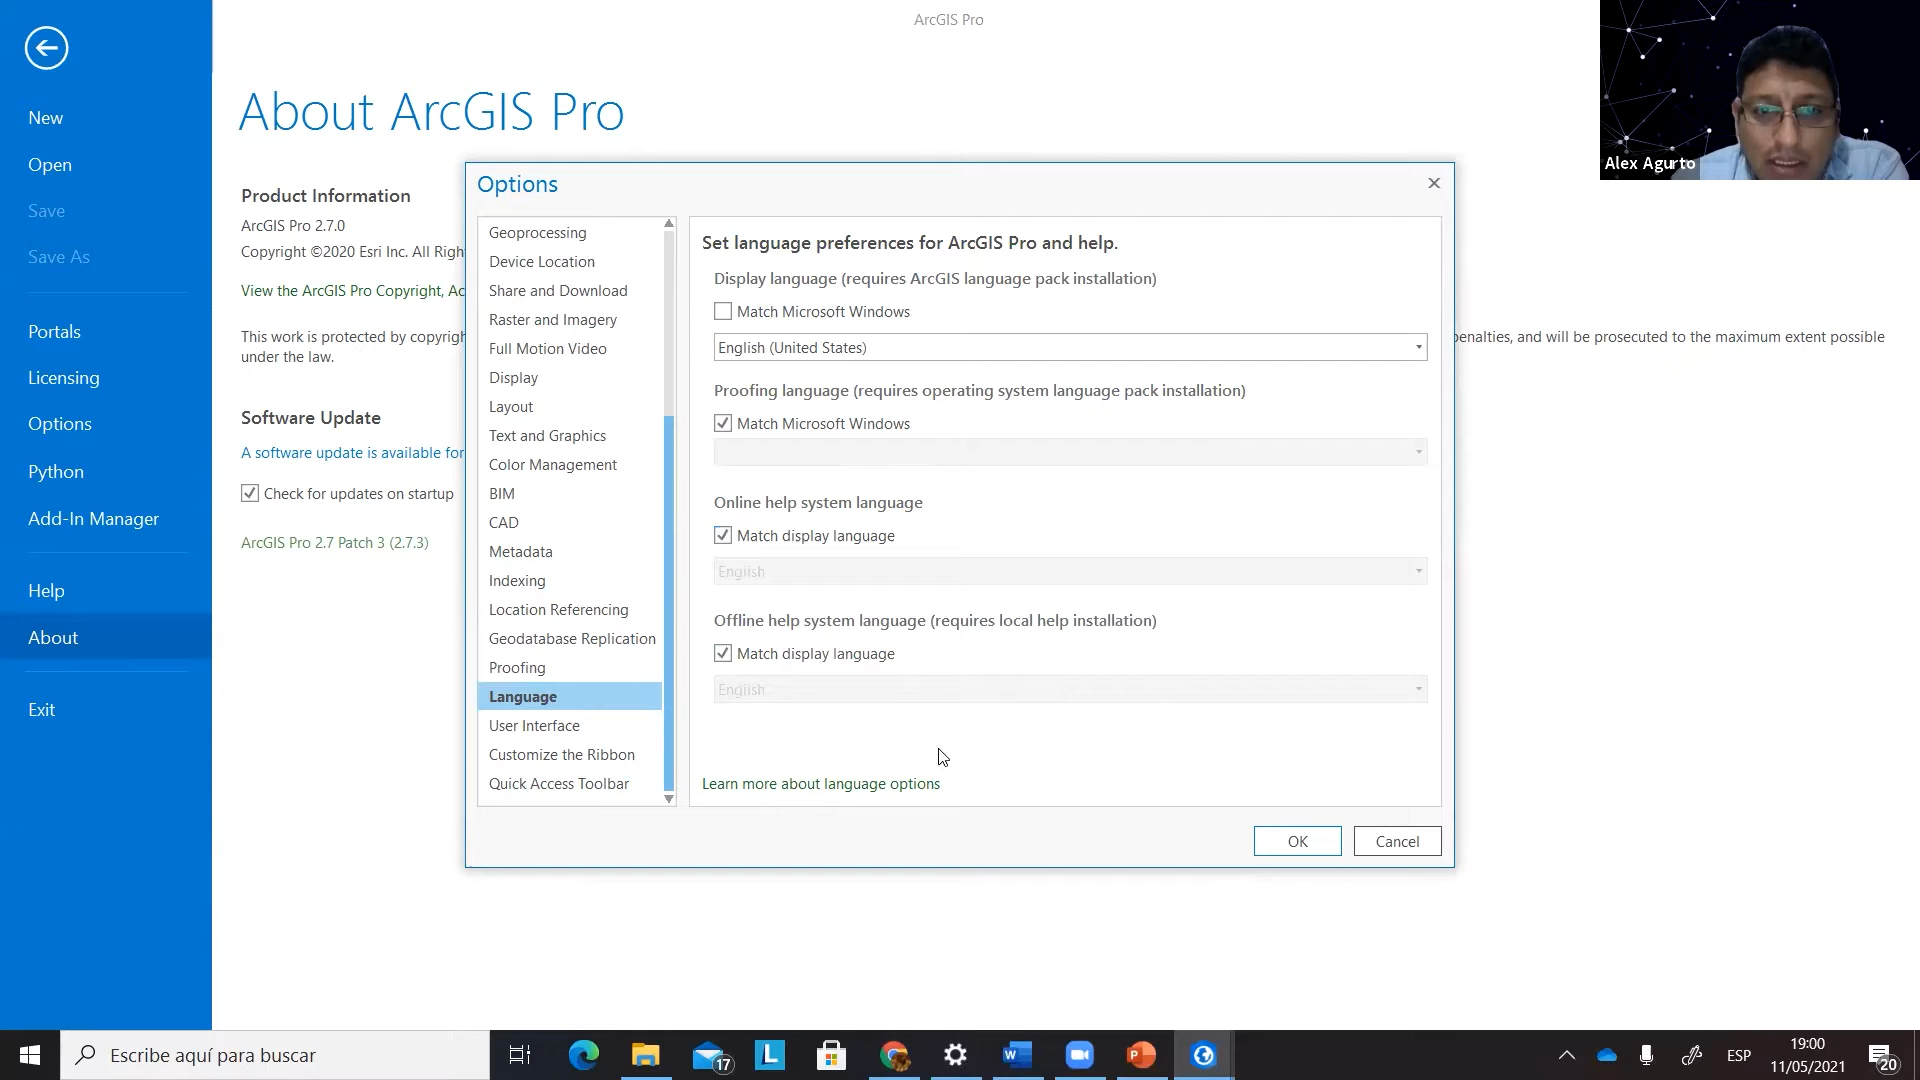 ArcGIS Pro
New
Open
Save
Save As
Portals
Licensing
Options
Python
Add-In Manager
Help
About
Exit
About ArcGIS Pro
Product Information
ArcGIS Pro 2.7.0
Copyright ©2020 Esri Inc. All Righ
View the ArcGIS Pro Copyright, Ac
This work is protected by copyrigh
penalties, and will be prosecuted to the maximum extent possible
under the law.
Software Update
A software update is available for
Check for updates on startup
ArcGIS Pro 2.7 Patch 3 (2.7.3)
Options
Geoprocessing
Device Location
Share and Download
Raster and Imagery
Full Motion Video
Display
Layout
Text and Graphics
Color Management
BIM
CAD
Metadata
Indexing
Location Referencing
Geodatabase Replication
Proofing
Language
User Interface
Customize the Ribbon
Quick Access Toolbar
Set language preferences for ArcGIS Pro and help.
Display language (requires ArcGIS language pack installation)
Match Microsoft Windows
English (United States)
Proofing language (requires operating system language pack installation)
Match Microsoft Windows
Online help system language
Match display language
English
Offline help system language (requires local help installation)
Match display language
English
Learn more about language options
OK
Cancel
Alex Agurto
Escribe aquí para buscar
17
L
W
P
ESP
19:00
11/05/2021
20